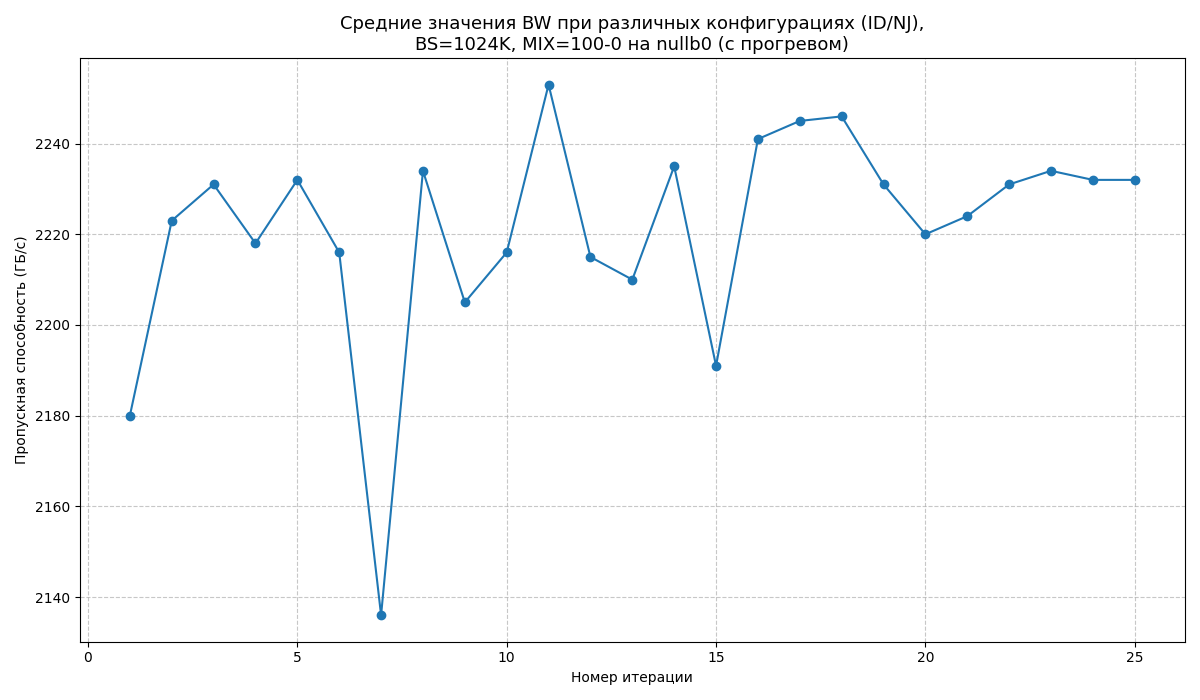 Средние значения BW при различных конфигурациях (ID/NJ),
BS=1024K, MIX=100-0 на nullb0 (с прогревом)
Пропускная способность (ГБ/с)
2240
2220
2200
2180
2160
2140
0 5 10 15 20 25
Номер итерации